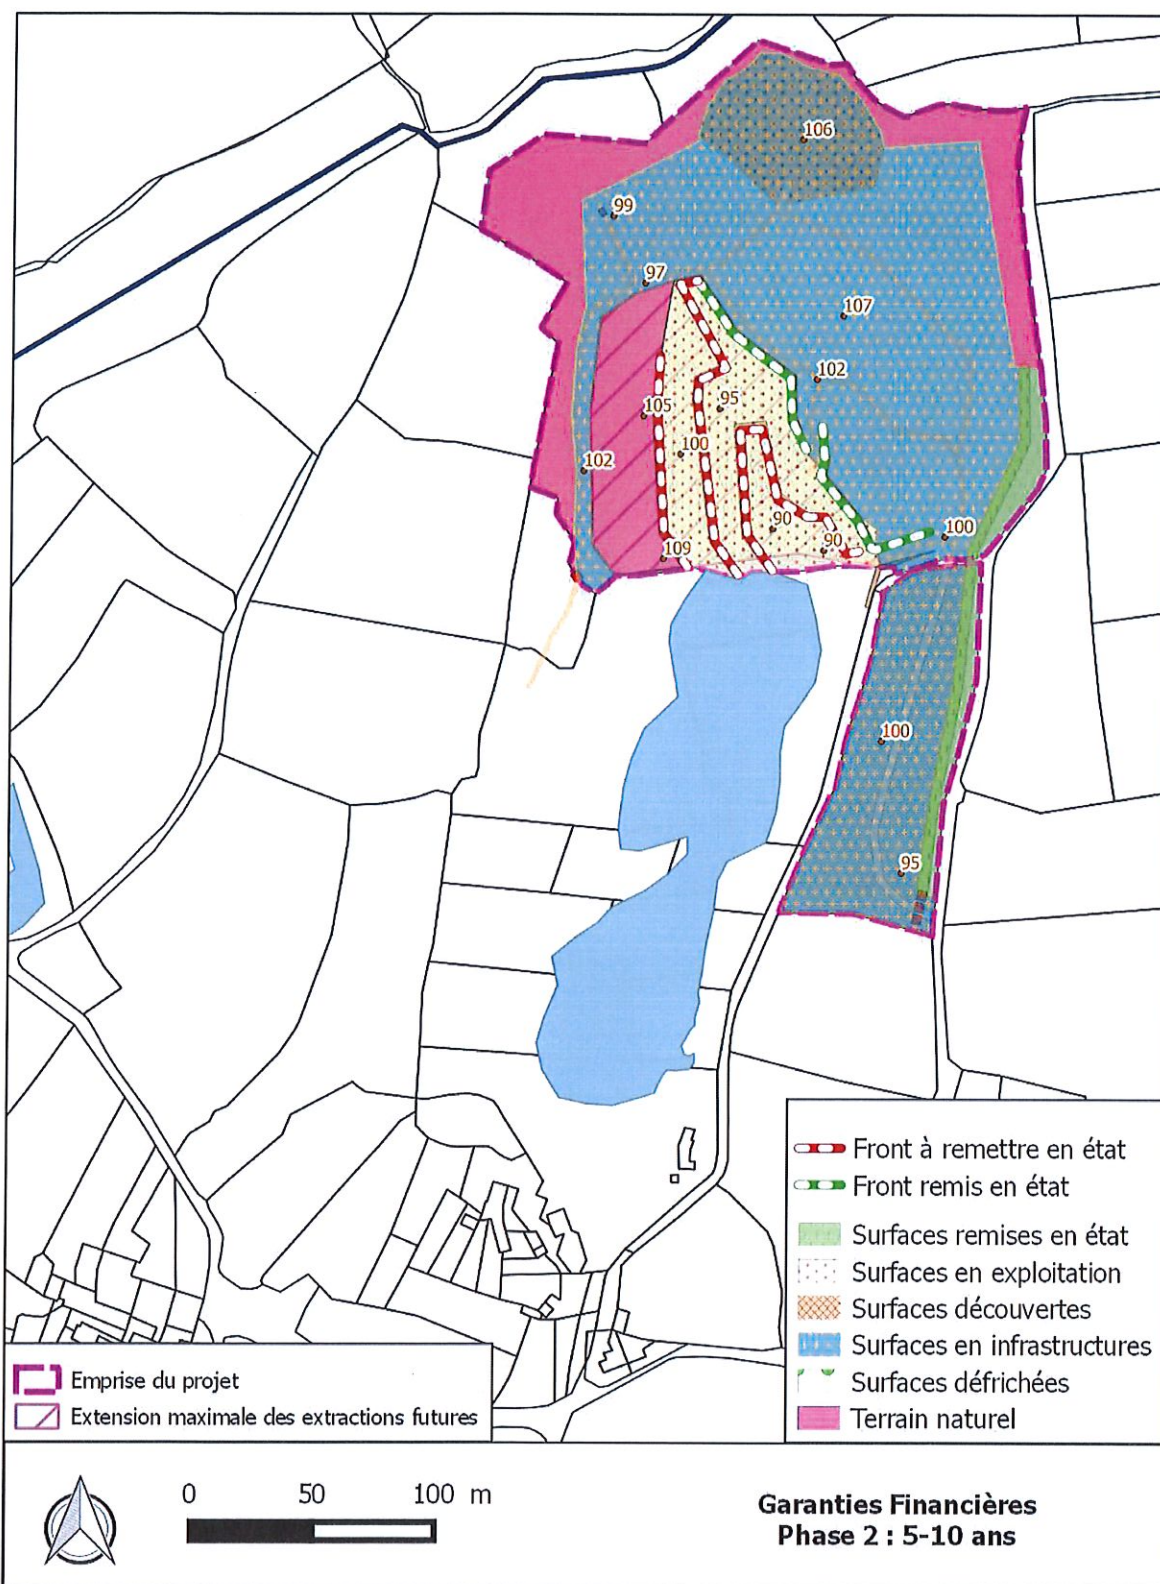 106
99
97
107
102
95
105
100
102
90
90
100
109
100
95
Front à remettre en état
Front remis en état
Surfaces remises en état
Surfaces en exploitation
Surfaces découvertes
Surfaces en infrastructures
Surfaces défrichées
Terrain naturel
Emprise du projet
Extension maximale des extractions futures
0 50 100 m
Garanties Financières
Phase 2 : 5-10 ans